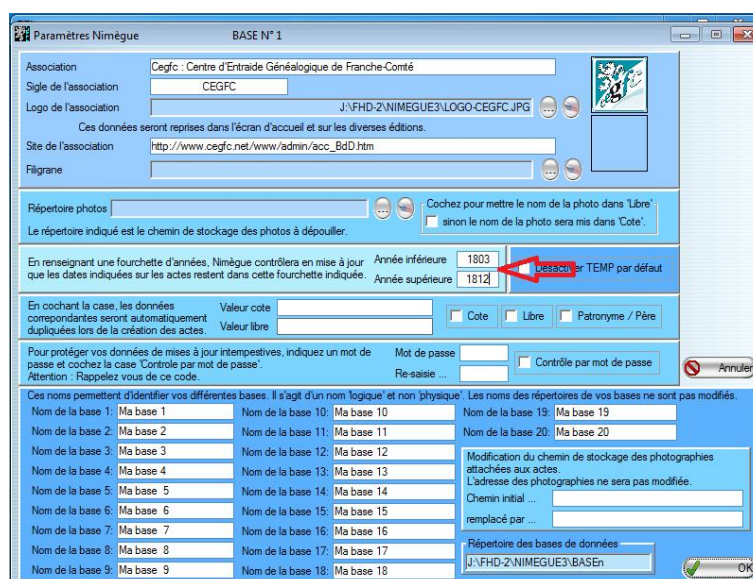 Paramètres Nimègue BASE N° 1
Association Cegfc : Centre d'Entraide Généalogique de Franche-Comté
Sigle de l'association CEGFC
Logo de l'association J:\FHD-2\NIMEGUE3\LOGO-CEGFC.JPG
Ces données seront reprises dans l'écran d'accueil et sur les diverses éditions.
Site de l'association http://www.cegfc.net/www/admin/acc_BdD.htm
Filigrane
cegfc
Répertoire photos
Le répertoire indiqué est le chemin de stockage des photos à dépouiller.
Cochez pour mettre le nom de la photo dans 'Libre'
sinon le nom de la photo sera mis dans 'Cote'.
En renseignant une fourchette d'années, Nimègue contrôlera en mise à jour
que les dates indiquées sur les actes restent dans cette fourchette indiquée.
Année inférieure 1803
Année supérieure 1812
Désactiver TEMP par défaut
En cochant la case, les données
correpondantes seront automatiquement
dupliquées lors de la création des actes.
Valeur cote
Valeur libre
Cote Libre Patronyme / Père
Pour protéger vos données de mises à jour intempestives, indiquez un mot de
passe et cochez la case 'Controle par mot de passe'.
Attention : Rappelez vous de ce code.
Mot de passe
Re-saisie ...
Contrôle par mot de passe
Annuler
Ces noms permettent d'identifier vos différentes bases. Il s'agit d'un nom 'logique' et non 'physique'. Les noms des répertoires de vos bases ne sont pas modifiés.
Nom de la base 1: Ma base 1
Nom de la base 2: Ma base 2
Nom de la base 3: Ma base 3
Nom de la base 4: Ma base 4
Nom de la base 5: Ma base 5
Nom de la base 6: Ma base 6
Nom de la base 7: Ma base 7
Nom de la base 8: Ma base 8
Nom de la base 9: Ma base 9
Nom de la base 10: Ma base 10
Nom de la base 11: Ma base 11
Nom de la base 12: Ma base 12
Nom de la base 13: Ma base 13
Nom de la base 14: Ma base 14
Nom de la base 15: Ma base 15
Nom de la base 16: Ma base 16
Nom de la base 17: Ma base 17
Nom de la base 18: Ma base 18
Nom de la base 19: Ma base 19
Nom de la base 20: Ma base 20
Modification du chemin de stockage des photographies
attachées aux actes.
L'adresse des photographies ne sera pas modifiée.
Chemin initial ...
remplacé par ...
Répertoire des bases de données
J:\FHD-2\NIMEGUE3\BASEn
OK